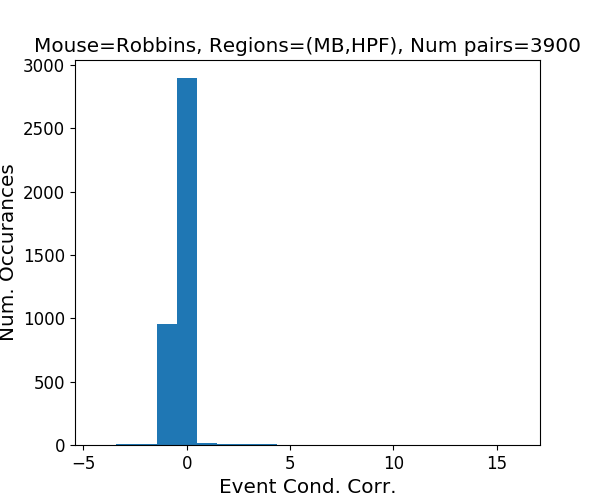 Mouse=Robbins, Regions=(MB,HPF), Num pairs=3900
Num. Occurances
3000
2500
2000
1500
1000
500
0
−5 0 5 10 15
Event Cond. Corr.